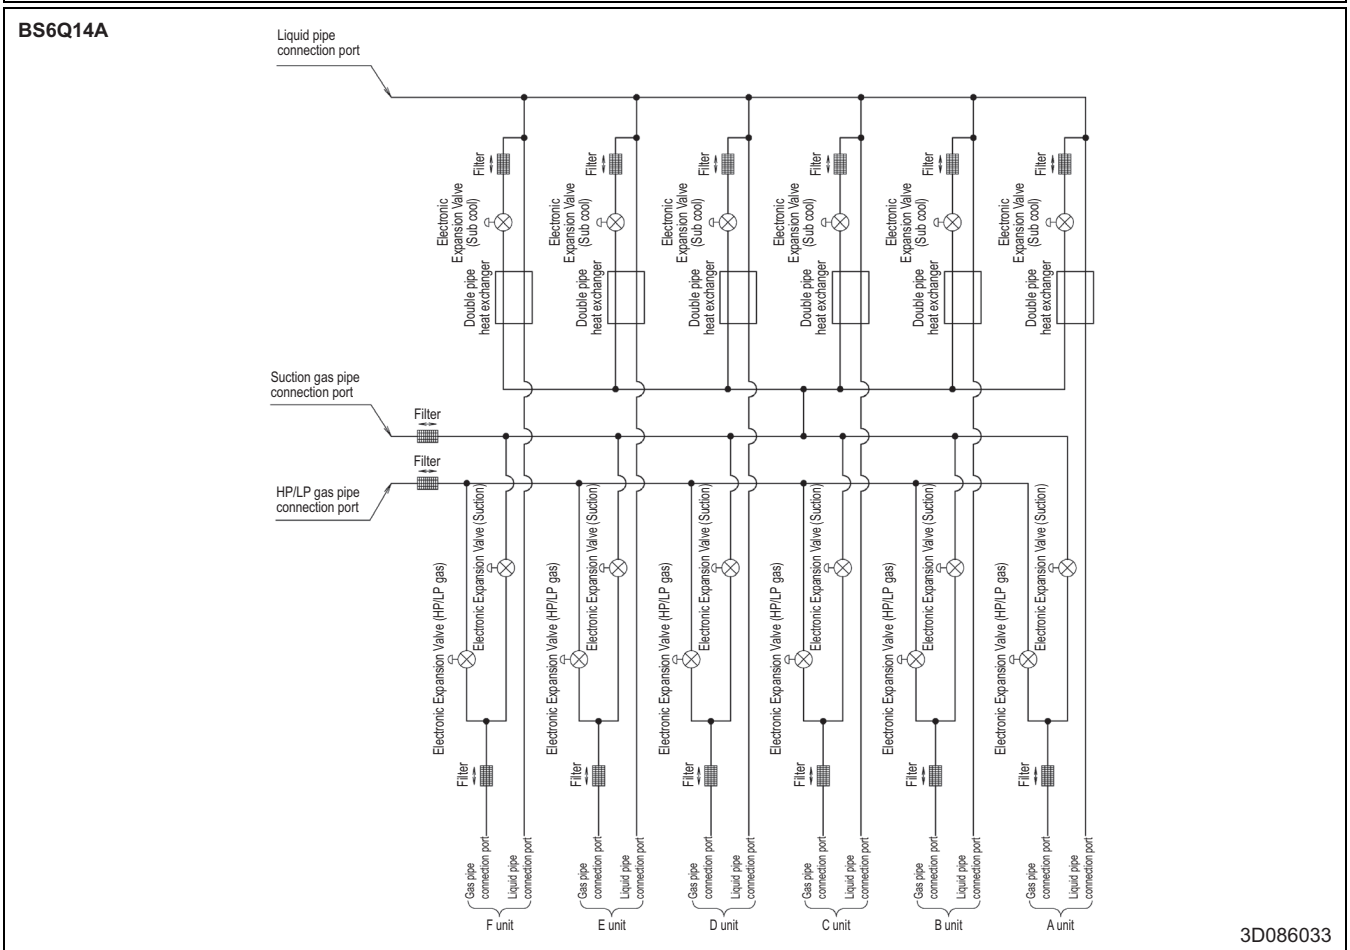 BS6Q14A
Liquid pipe
connection port
Filter
Filter
Filter
Filter
Filter
Filter
Electronic
Expansion Valve
(Sub cool)
Electronic
Expansion Valve
(Sub cool)
Electronic
Expansion Valve
(Sub cool)
Electronic
Expansion Valve
(Sub cool)
Electronic
Expansion Valve
(Sub cool)
Electronic
Expansion Valve
(Sub cool)
Double pipe
heat exchanger
Double pipe
heat exchanger
Double pipe
heat exchanger
Double pipe
heat exchanger
Double pipe
heat exchanger
Double pipe
heat exchanger
Suction gas pipe
connection port
Filter
Filter
HP/LP gas pipe
connection port
Electronic Expansion Valve (HP/LP gas)
Electronic Expansion Valve (Suction)
Electronic Expansion Valve (HP/LP gas)
Electronic Expansion Valve (Suction)
Electronic Expansion Valve (HP/LP gas)
Electronic Expansion Valve (Suction)
Electronic Expansion Valve (HP/LP gas)
Electronic Expansion Valve (Suction)
Electronic Expansion Valve (HP/LP gas)
Electronic Expansion Valve (Suction)
Electronic Expansion Valve (HP/LP gas)
Electronic Expansion Valve (Suction)
Filter
Filter
Filter
Filter
Filter
Filter
Gas pipe
connection port
Liquid pipe
connection port
Gas pipe
connection port
Liquid pipe
connection port
Gas pipe
connection port
Liquid pipe
connection port
Gas pipe
connection port
Liquid pipe
connection port
Gas pipe
connection port
Liquid pipe
connection port
Gas pipe
connection port
Liquid pipe
connection port
F unit
E unit
D unit
C unit
B unit
A unit
3D086033